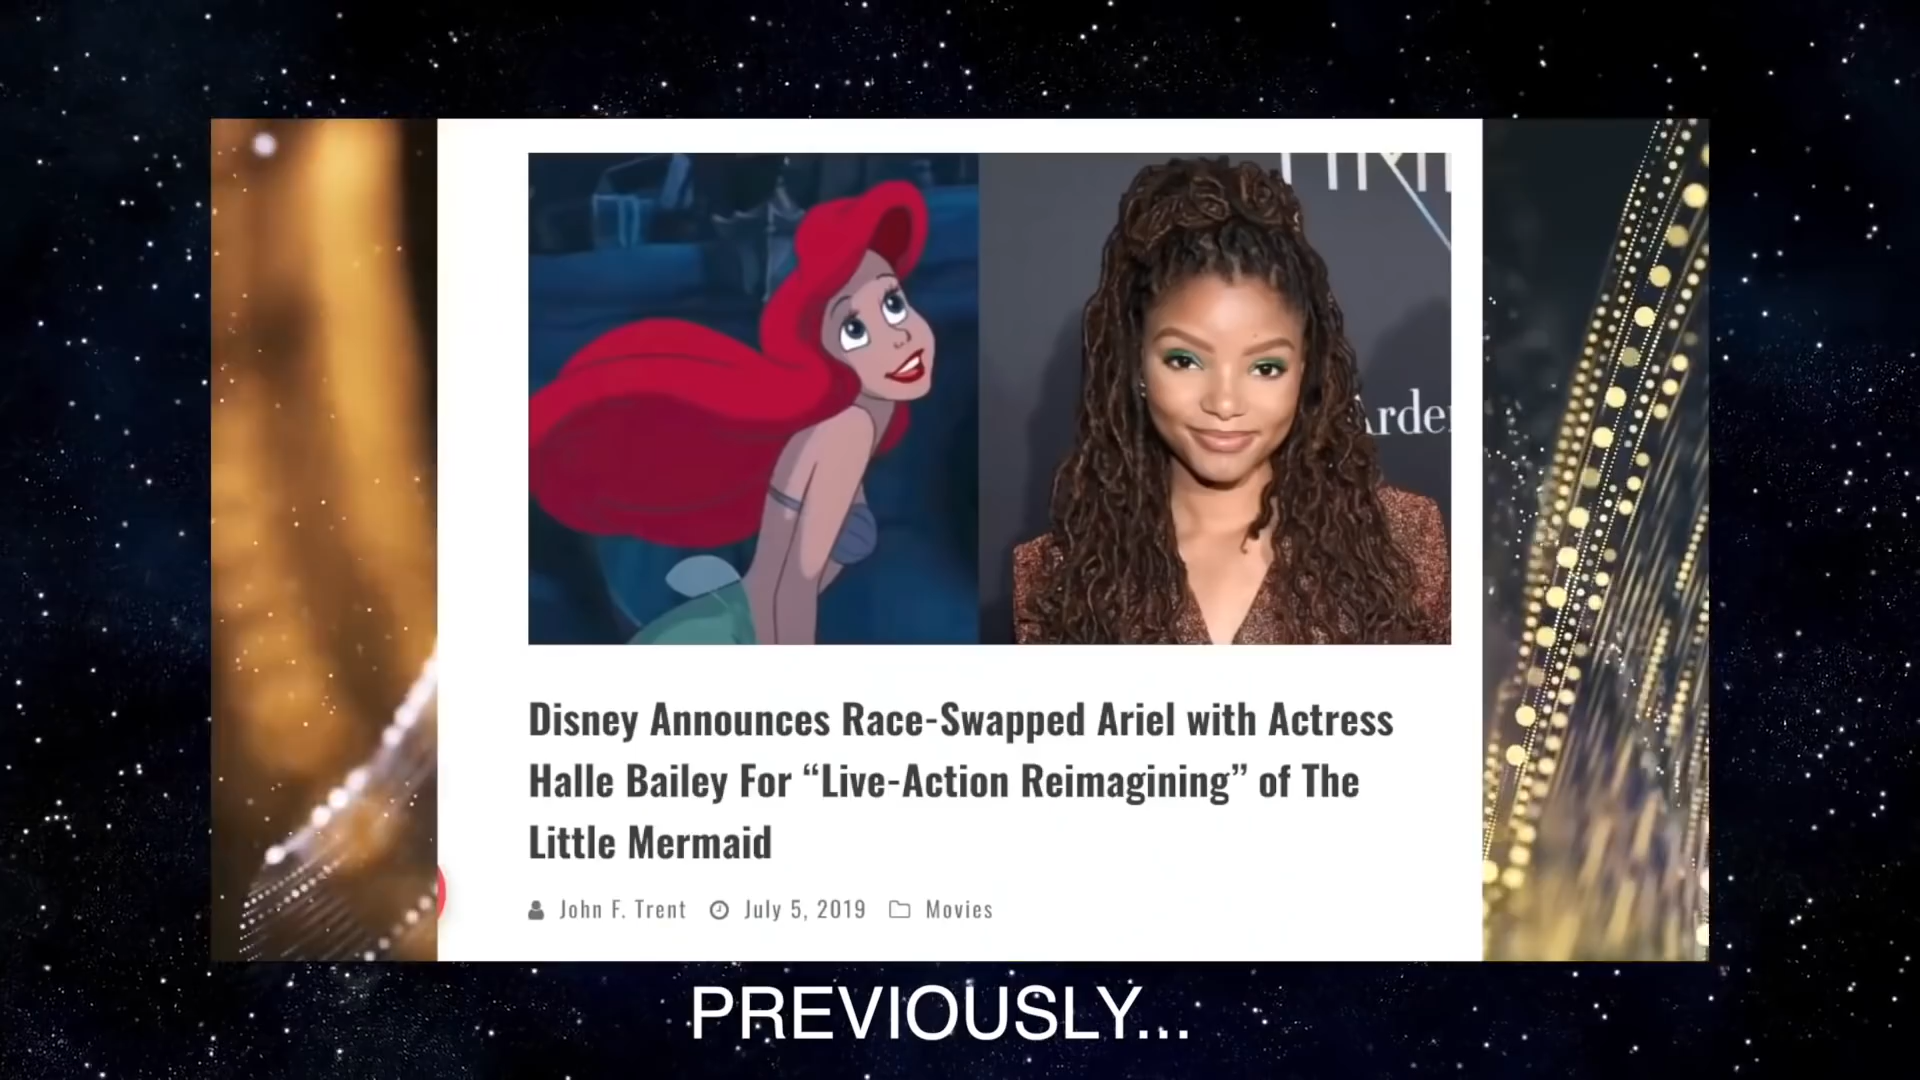 Arde
Disney Announces Race-Swapped Ariel with Actress
Halle Bailey For “Live-Action Reimagining” of The
Little Mermaid
John F. Trent July 5, 2019 Movies
PREVIOUSLY...